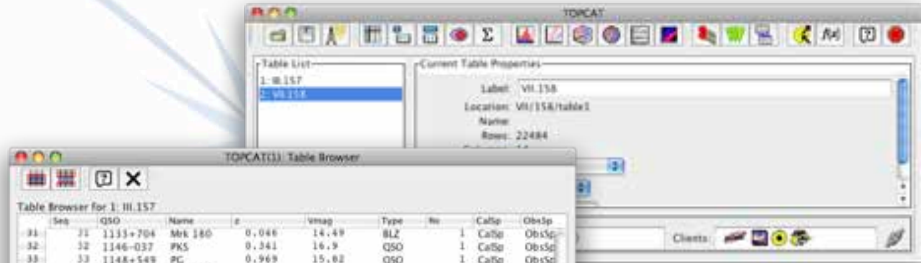 TOPCAT
Table List
1: III.157
2: VII.158
Current Table Properties
Label: VII.158
Location: VII/158/table1
Name:
Rows: 22484
TOPCAT(1): Table Browser
Table Browser for 1: III.157
Seq QSO Name z Vmag Type No CalSp ObsSp
31 31 1133+704 Mrk 180 0.046 14.49 BLZ 1 CalSp ObsSp
32 32 1146-037 PKS 0.341 16.9 QSO 1 CalSp ObsSp
33 33 1148+549 PG 0.969 15.82 QSO 1 CalSp ObsSp
Clients: